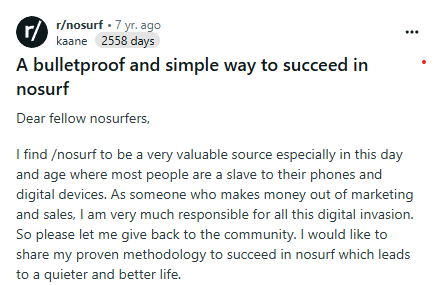 r/nosurf • 7 yr. ago
kaane 2558 days
A bulletproof and simple way to succeed in
nosurf
Dear fellow nosurfers,
I find /nosurf to be a very valuable source especially in this day
and age where most people are a slave to their phones and
digital devices. As someone who makes money out of marketing
and sales, I am very much responsible for all this digital invasion.
So please let me give back to the community. I would like to
share my proven methodology to succeed in nosurf which leads
to a quieter and better life.